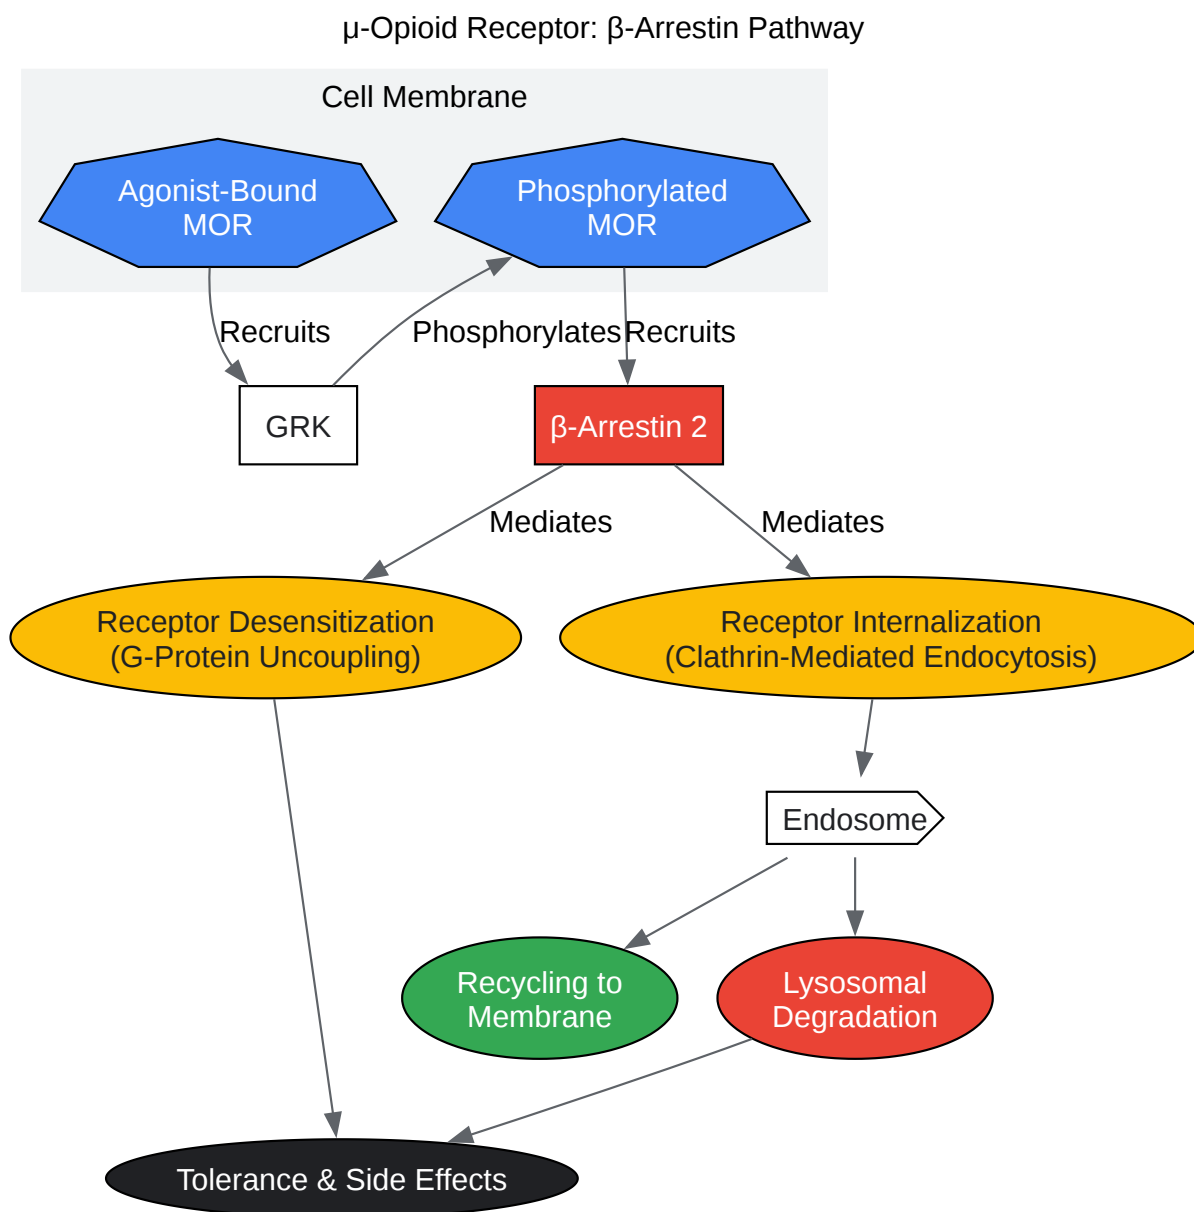 μ-Opioid Receptor: β-Arrestin Pathway
Cell Membrane
Agonist-Bound
MOR
Phosphorylated
MOR
Recruits
Phosphorylates
Recruits
GRK
β-Arrestin 2
Mediates
Mediates
Receptor Desensitization
(G-Protein Uncoupling)
Receptor Internalization
(Clathrin-Mediated Endocytosis)
Endosome
Recycling to
Membrane
Lysosomal
Degradation
Tolerance & Side Effects